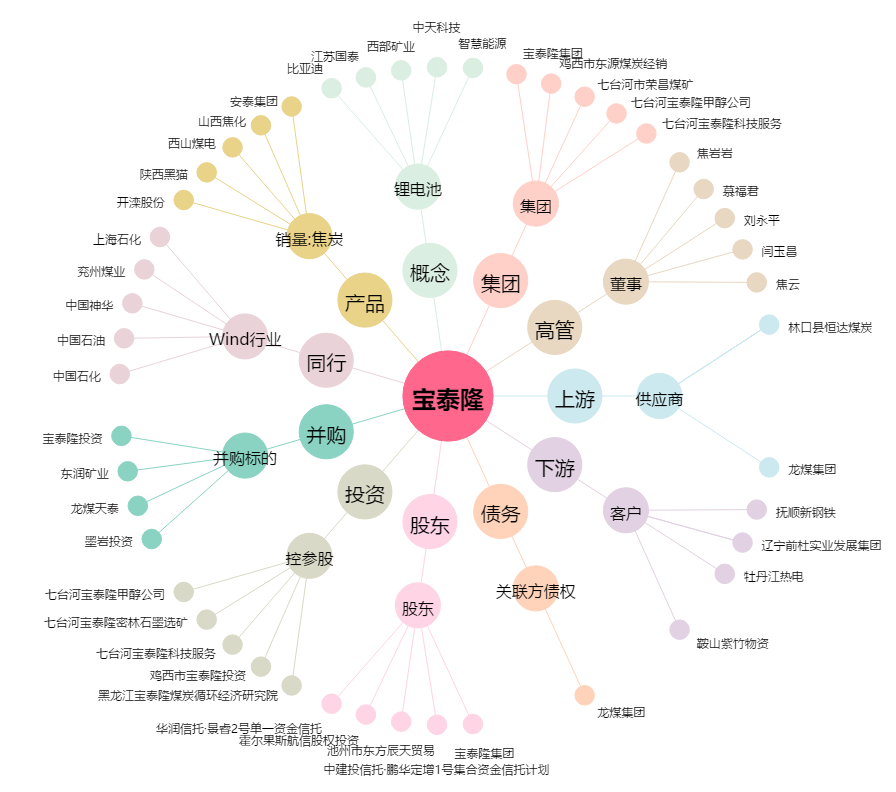 中天科技
智慧能源
西部矿业
江苏国泰
比亚迪
宝泰隆集团
鸡西市东源煤炭经销
七台河市荣昌煤矿
七台河宝泰隆甲醇公司
七台河宝泰隆科技服务
安泰集团
山西焦化
西山煤电
陕西黑猫
开滦股份
锂电池
集团
焦岩岩
慕福君
刘永平
闫玉昌
焦云
销量:焦炭
上海石化
兖州煤业
中国神华
中国石油
中国石化
概念
集团
董事
产品
高管
Wind行业
同行
林口县恒达煤炭
宝泰隆
上游
供应商
龙煤集团
宝泰隆投资
东润矿业
龙煤天泰
墨岩投资
并购标的
并购
下游
投资
股东
债务
客户
抚顺新钢铁
辽宁前杜实业发展集团
牡丹江热电
鞍山紫竹物资
控参股
七台河宝泰隆甲醇公司
七台河宝泰隆密林石墨选矿
七台河宝泰隆科技服务
鸡西市宝泰隆投资
黑龙江宝泰隆煤炭循环经济研究院
股东
关联方债权
龙煤集团
华润信托·景睿2号单一资金信托
霍尔果斯航信股权投资
池州市东方辰天贸易
宝泰隆集团
中建投信托·鹏华定增1号集合资金信托计划